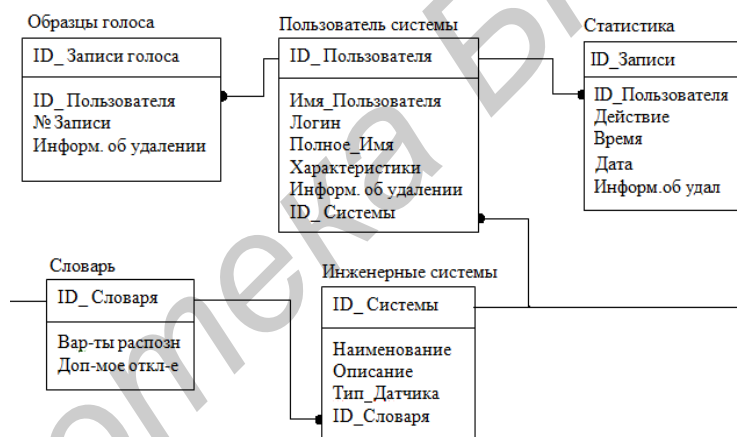 Образцы голоса
ID_ Записи голоса
ID_ Пользователя
№ Записи
Информ. об удалении
Пользователь системы
ID_ Пользователя
Имя_Пользователя
Логин
Полное_Имя
Характеристики
Информ. об удалении
ID_ Системы
Статистика
ID_Записи
ID_Пользователя
Действие
Время
Дата
Информ.об удал
Словарь
ID_ Словаря
Вар-ты распозн
Доп-мое откл-е
Инженерные системы
ID_ Системы
Наименование
Описание
Тип_Датчика
ID_Словаря